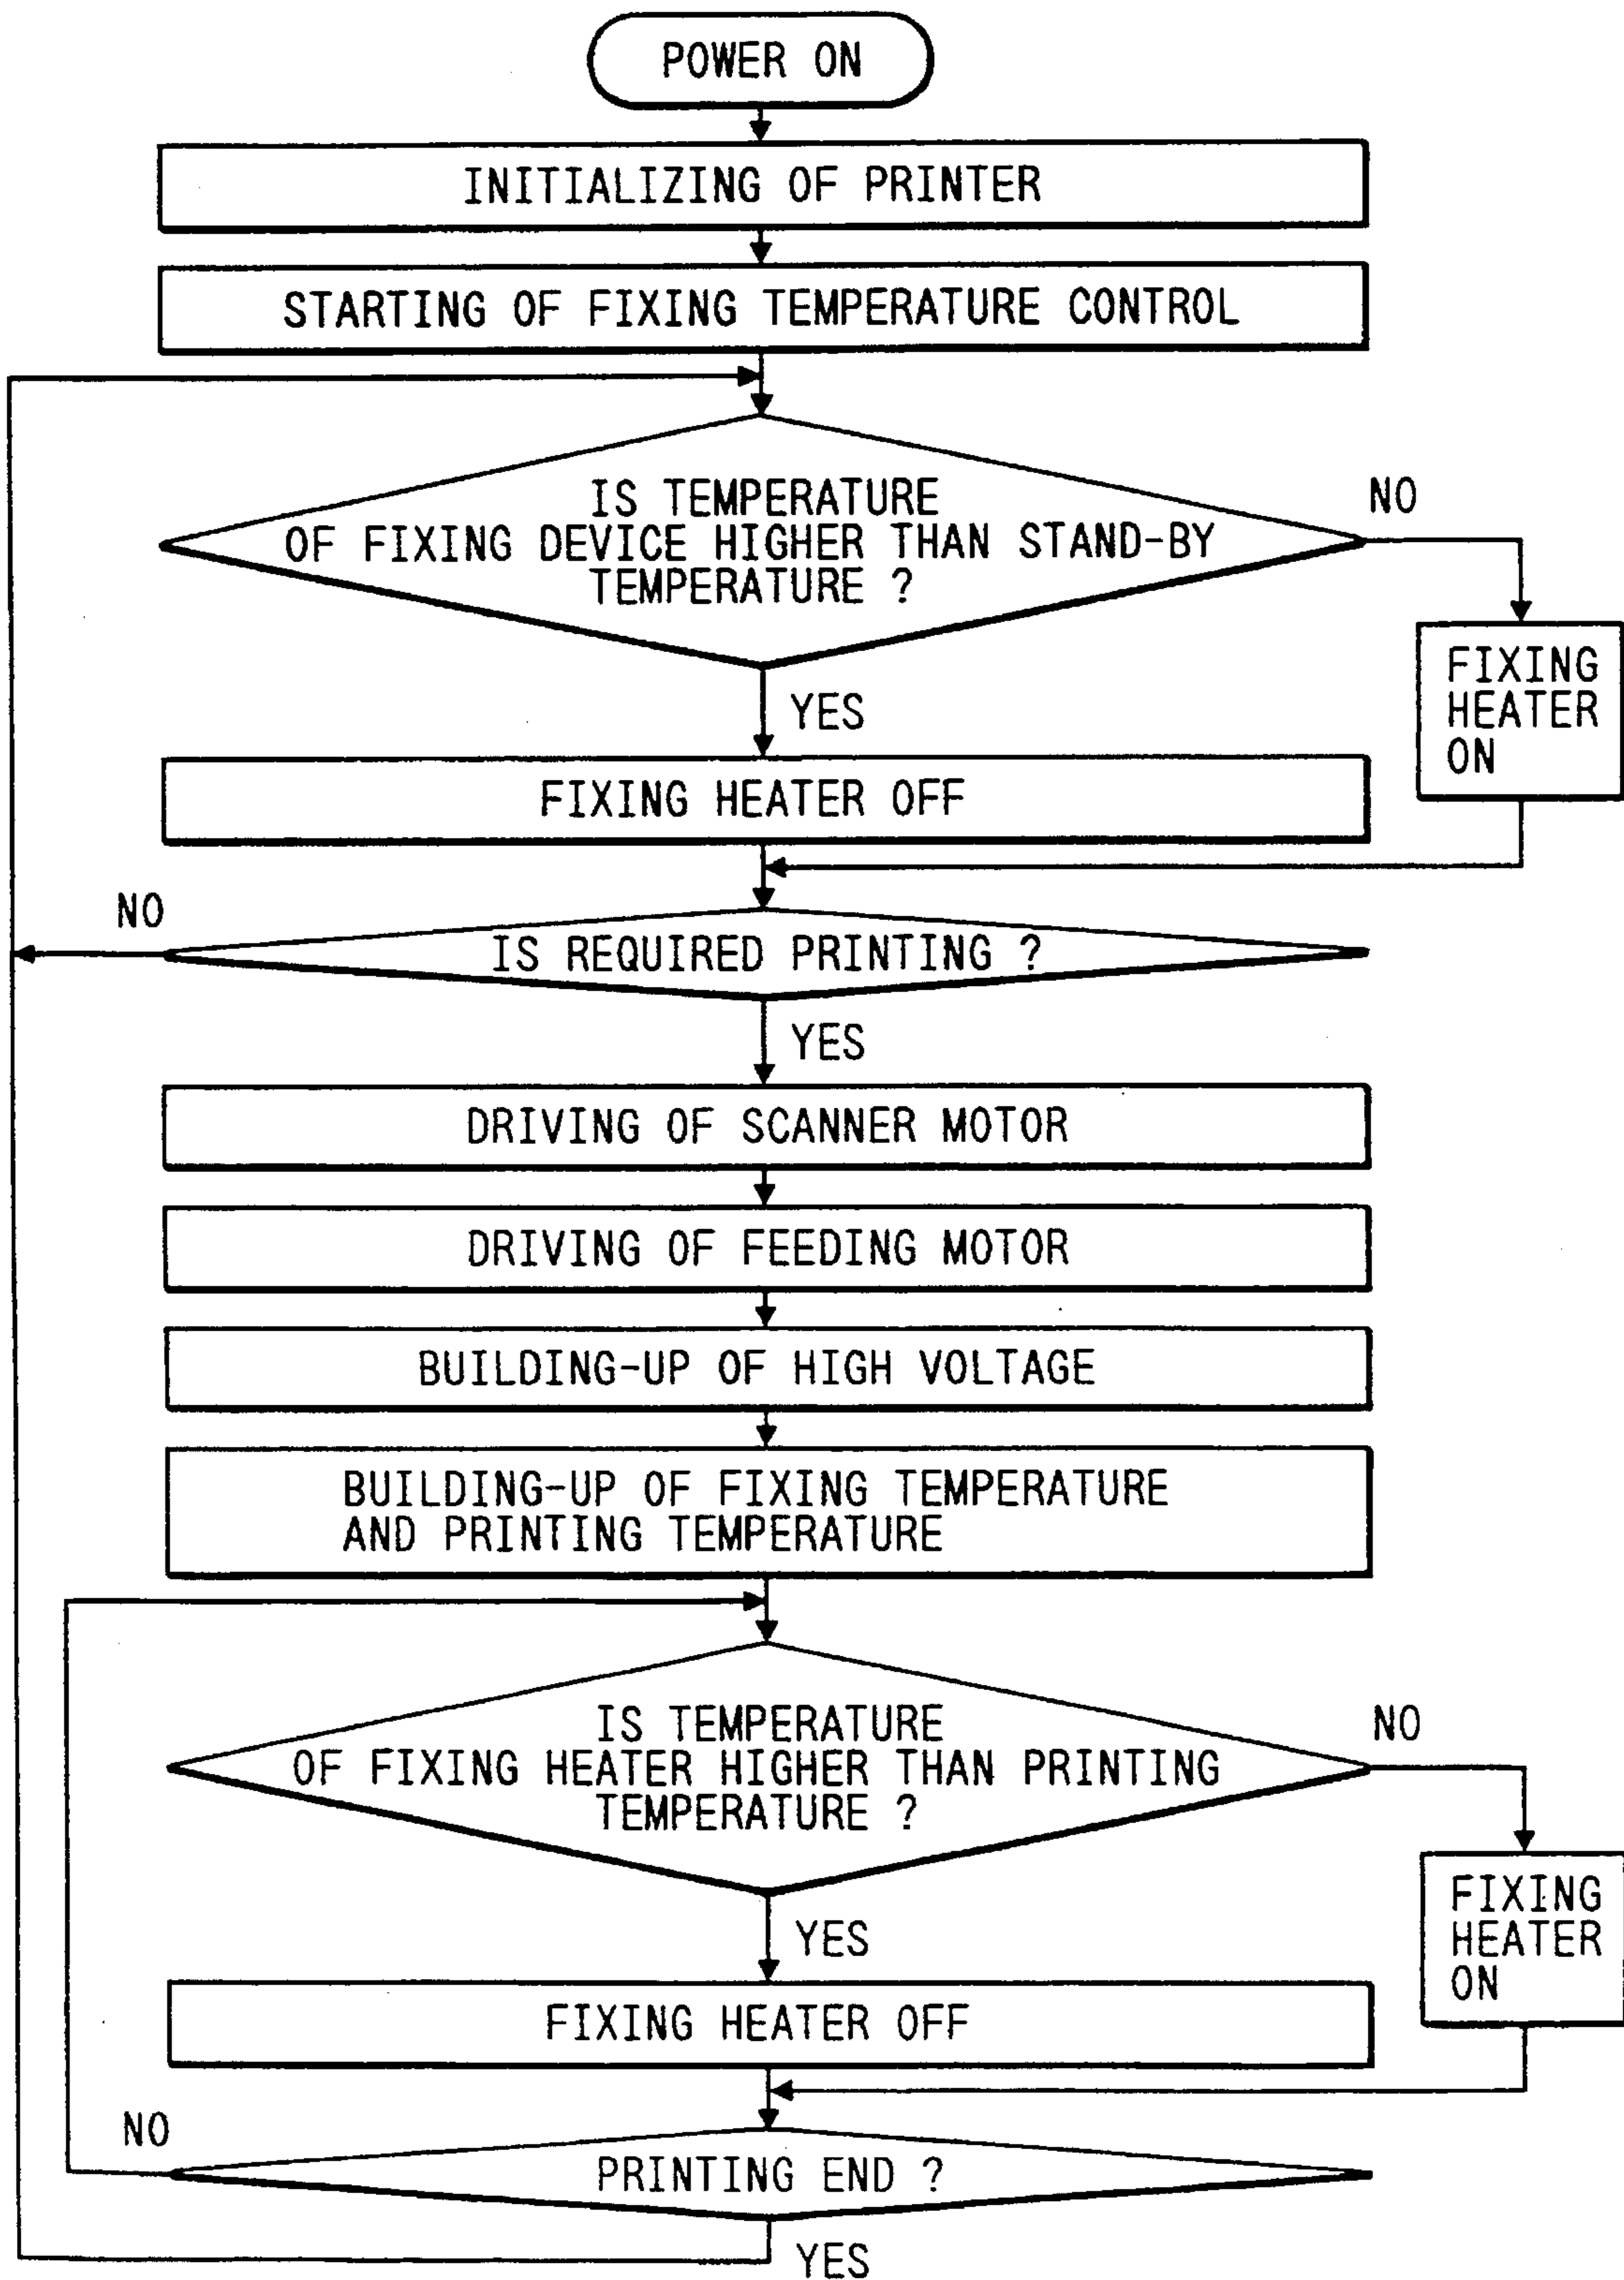 POWER ON
INITIALIZING OF PRINTER
STARTING OF FIXING TEMPERATURE CONTROL
IS TEMPERATURE
OF FIXING DEVICE HIGHER THAN STAND-BY
TEMPERATURE ?
NO
FIXING
HEATER
ON
YES
FIXING HEATER OFF
NO
IS REQUIRED PRINTING ?
YES
DRIVING OF SCANNER MOTOR
DRIVING OF FEEDING MOTOR
BUILDING-UP OF HIGH VOLTAGE
BUILDING-UP OF FIXING TEMPERATURE
AND PRINTING TEMPERATURE
IS TEMPERATURE
OF FIXING HEATER HIGHER THAN PRINTING
TEMPERATURE ?
NO
FIXING
HEATER
ON
YES
FIXING HEATER OFF
NO
PRINTING END ?
YES